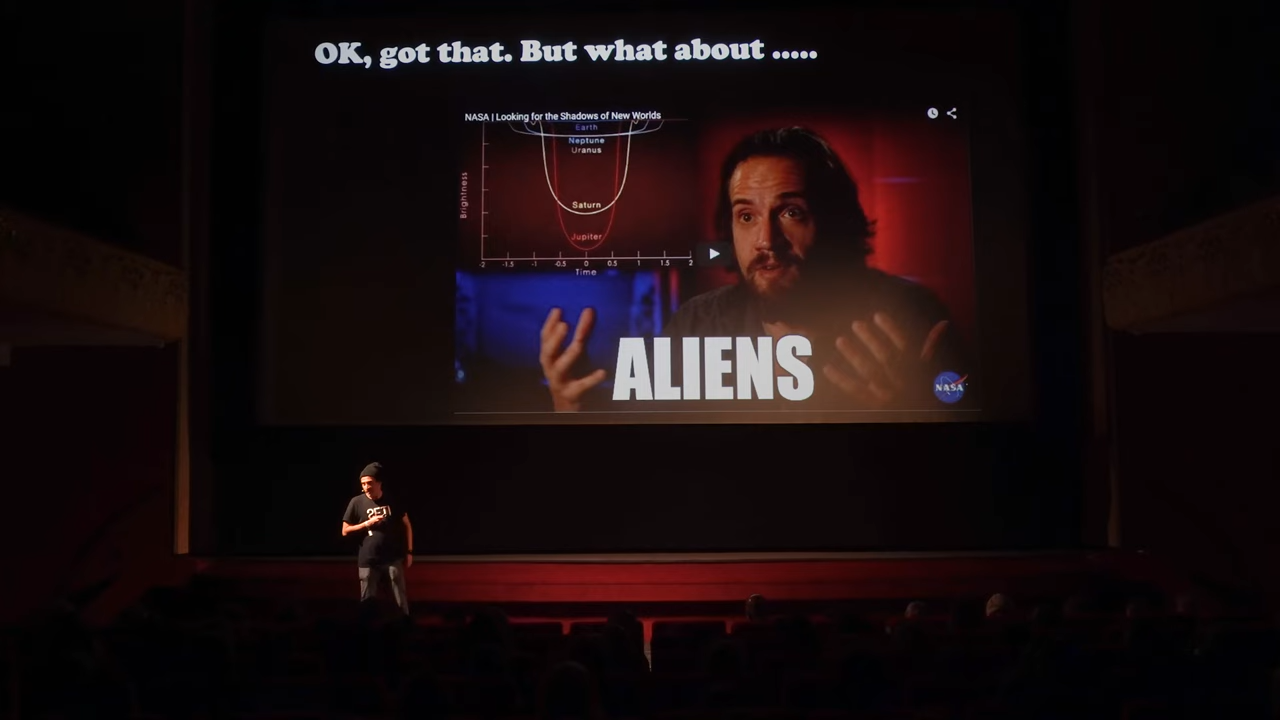 OK, got that. But what about .....
NASA | Looking for the Shadows of New Worlds
Earth
Neptune
Uranus
Saturn
Jupiter
Brightness
-2 -1.5 -1 -0.5 0 0.5 1 1.5 2
Time
ALIENS
NASA